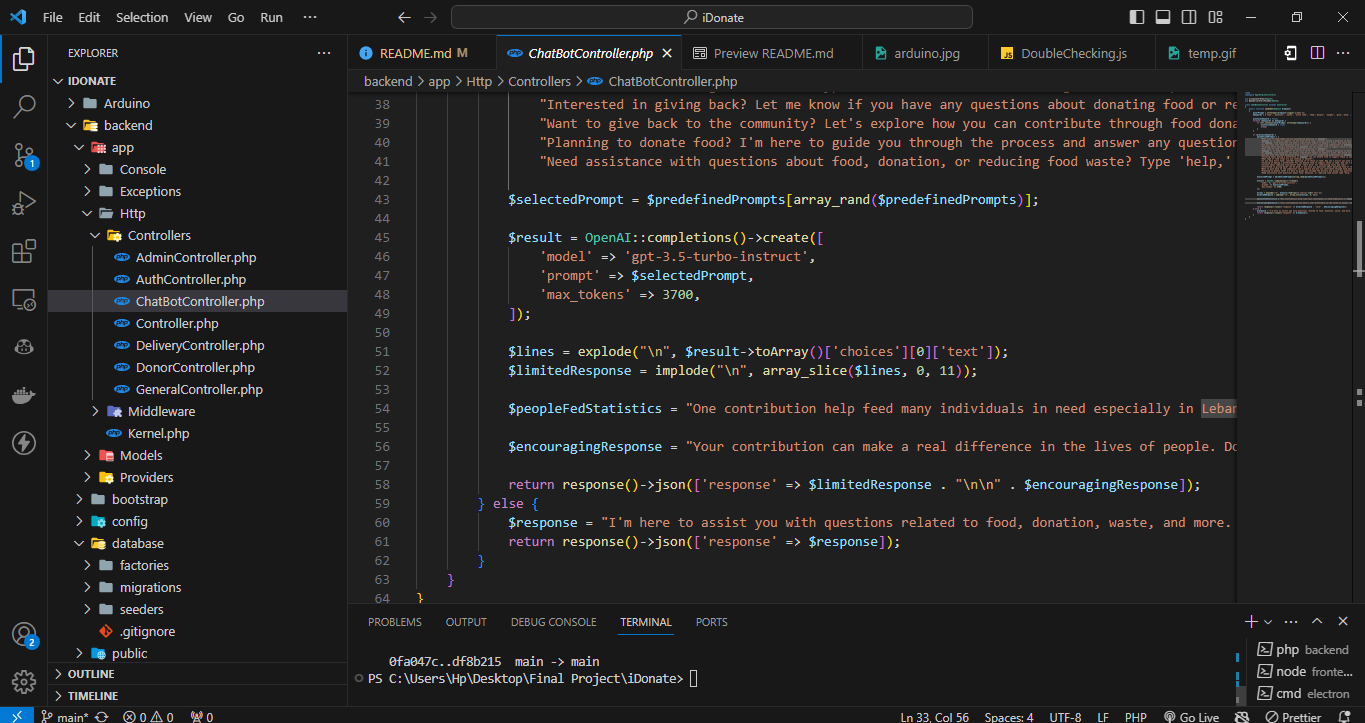 File Edit Selection View Go Run ··· iDonate
EXPLORER ···
README.md M ChatBotController.php Preview README.md arduino.jpg JS DoubleChecking.js temp.gif ···
backend > app > Http > Controllers > ChatBotController.php
IDONATE
Arduino
backend
app
Console
Exceptions
Http
Controllers
AdminController.php
AuthController.php
ChatBotController.php
Controller.php
DeliveryController.php
DonorController.php
GeneralController.php
Middleware
Kernel.php
Models
Providers
bootstrap
config
database
factories
migrations
seeders
.gitignore
public
OUTLINE
TIMELINE
38 "Interested in giving back? Let me know if you have any questions about donating food or re
39 "Want to give back to the community? Let's explore how you can contribute through food dona
40 "Planning to donate food? I'm here to guide you through the process and answer any question
41 "Need assistance with questions about food, donation, or reducing food waste? Type 'help,'
42
43 $selectedPrompt = $predefinedPrompts[array_rand($predefinedPrompts)];
44
45 $result = OpenAI::completions()->create([
46 'model' => 'gpt-3.5-turbo-instruct',
47 'prompt' => $selectedPrompt,
48 'max_tokens' => 3700,
49 ]);
50
51 $lines = explode("\n", $result->toArray()['choices'][0]['text']);
52 $limitedResponse = implode("\n", array_slice($lines, 0, 11));
53
54 $peopleFedStatistics = "One contribution help feed many individuals in need especially in Leban
55
56 $encouragingResponse = "Your contribution can make a real difference in the lives of people. Do
57
58 return response()->json(['response' => $limitedResponse . "\n\n" . $encouragingResponse]);
59 } else {
60 $response = "I'm here to assist you with questions related to food, donation, waste, and more.
61 return response()->json(['response' => $response]);
62 }
63 }
64 }
PROBLEMS OUTPUT DEBUG CONSOLE TERMINAL PORTS
0fa047c..df8b215 main -> main
PS C:\Users\Hp\Desktop\Final Project\iDonate>
php backend
node fronte...
cmd electron
1
2
main* 0 0 0 Ln 33, Col 56 Spaces: 4 UTF-8 LF PHP Go Live Prettier